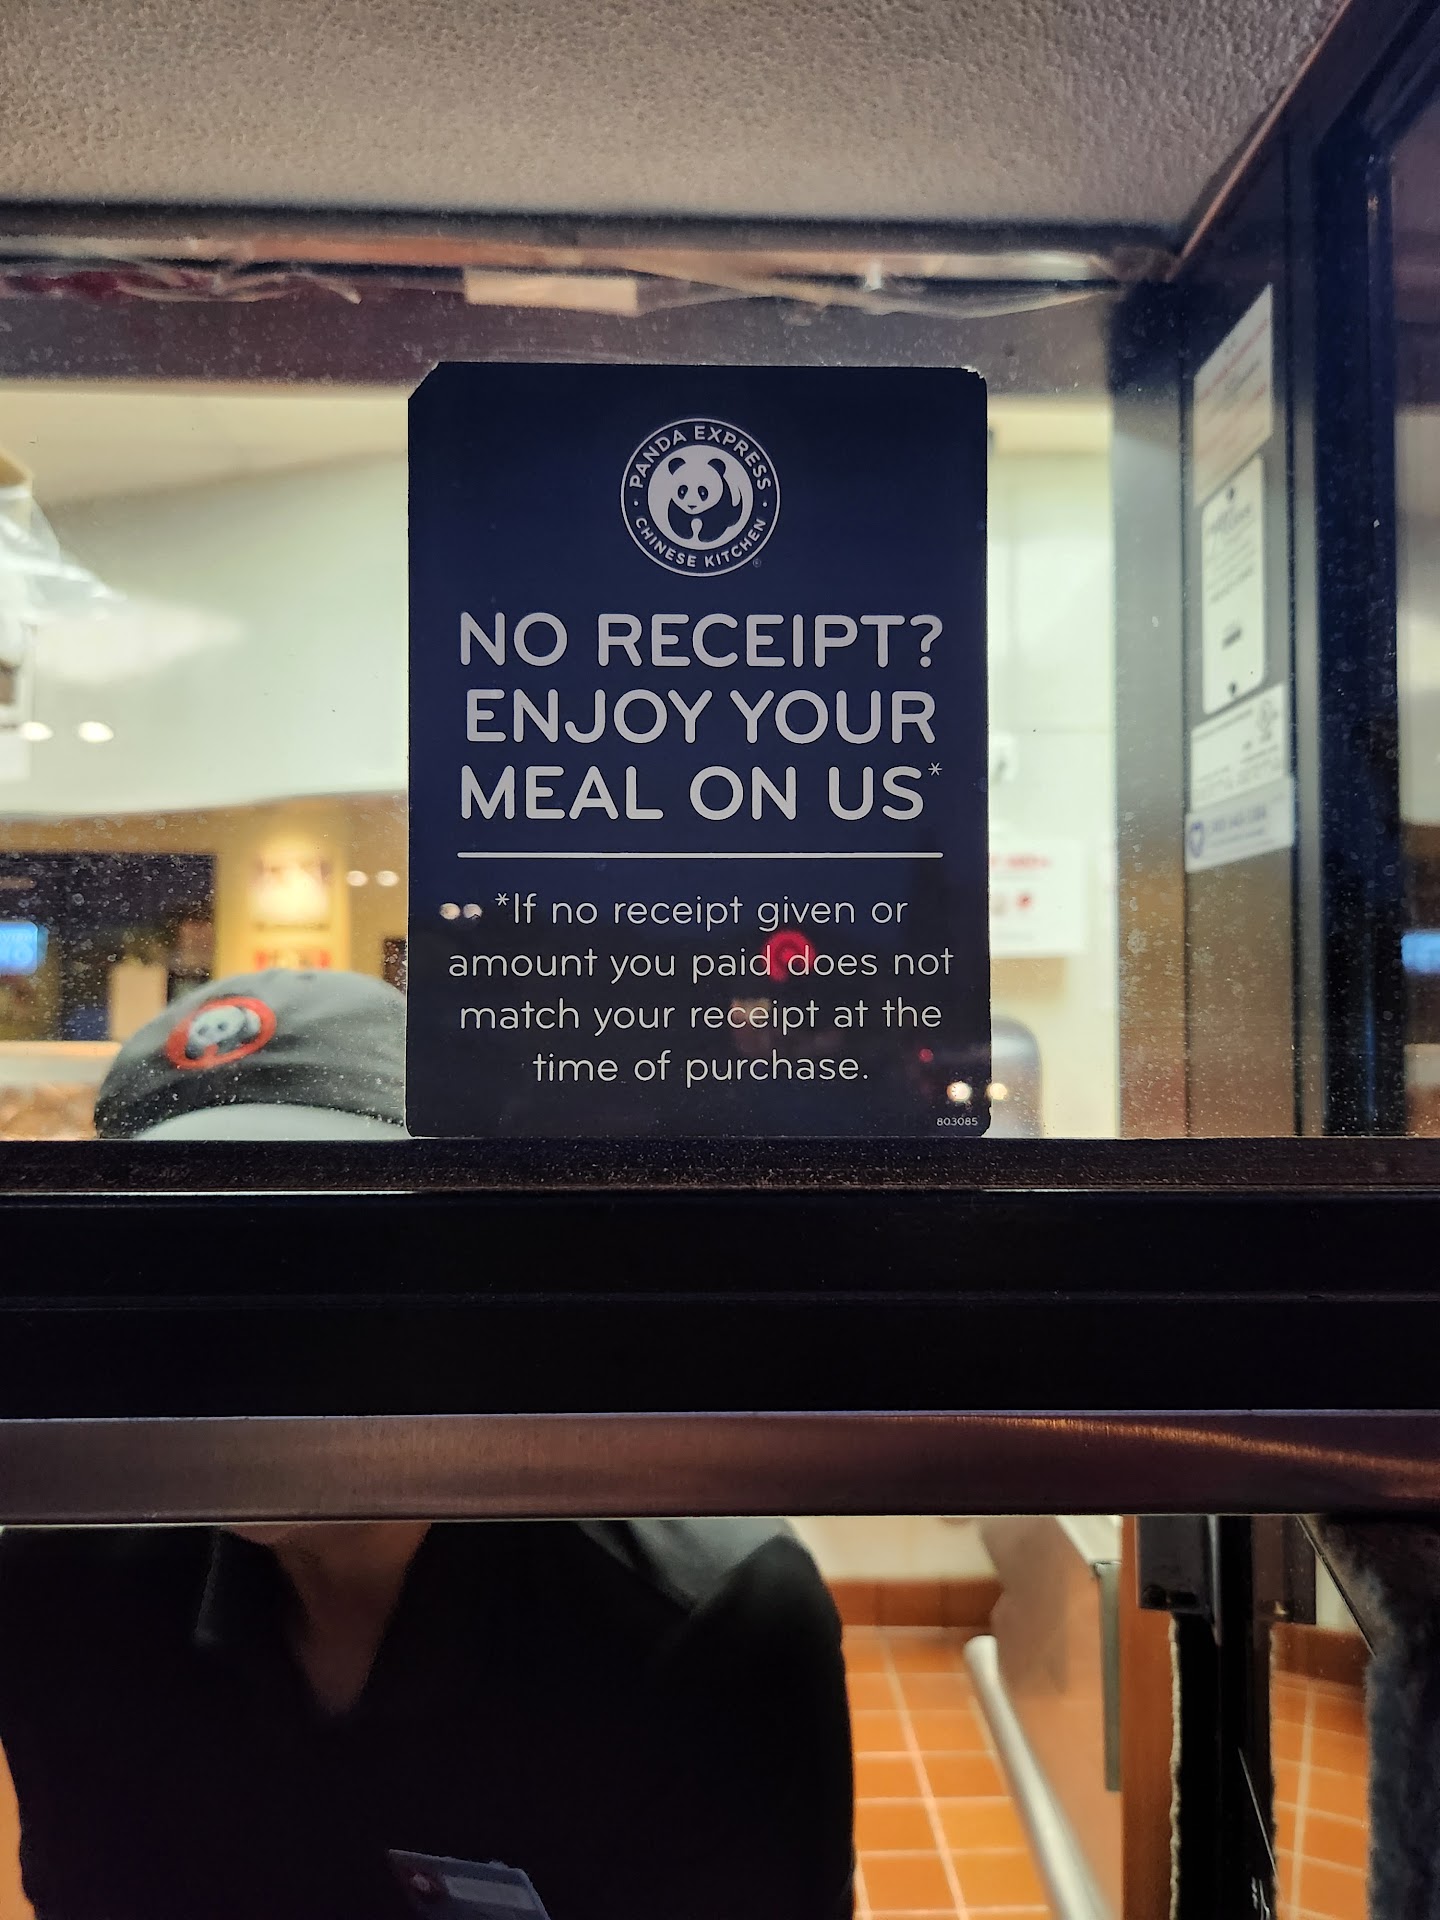 PANDA EXPRESS
CHINESE KITCHEN
®
NO RECEIPT?
ENJOY YOUR
MEAL ON US*
*If no receipt given or
amount you paid does not
match your receipt at the
time of purchase.
803085